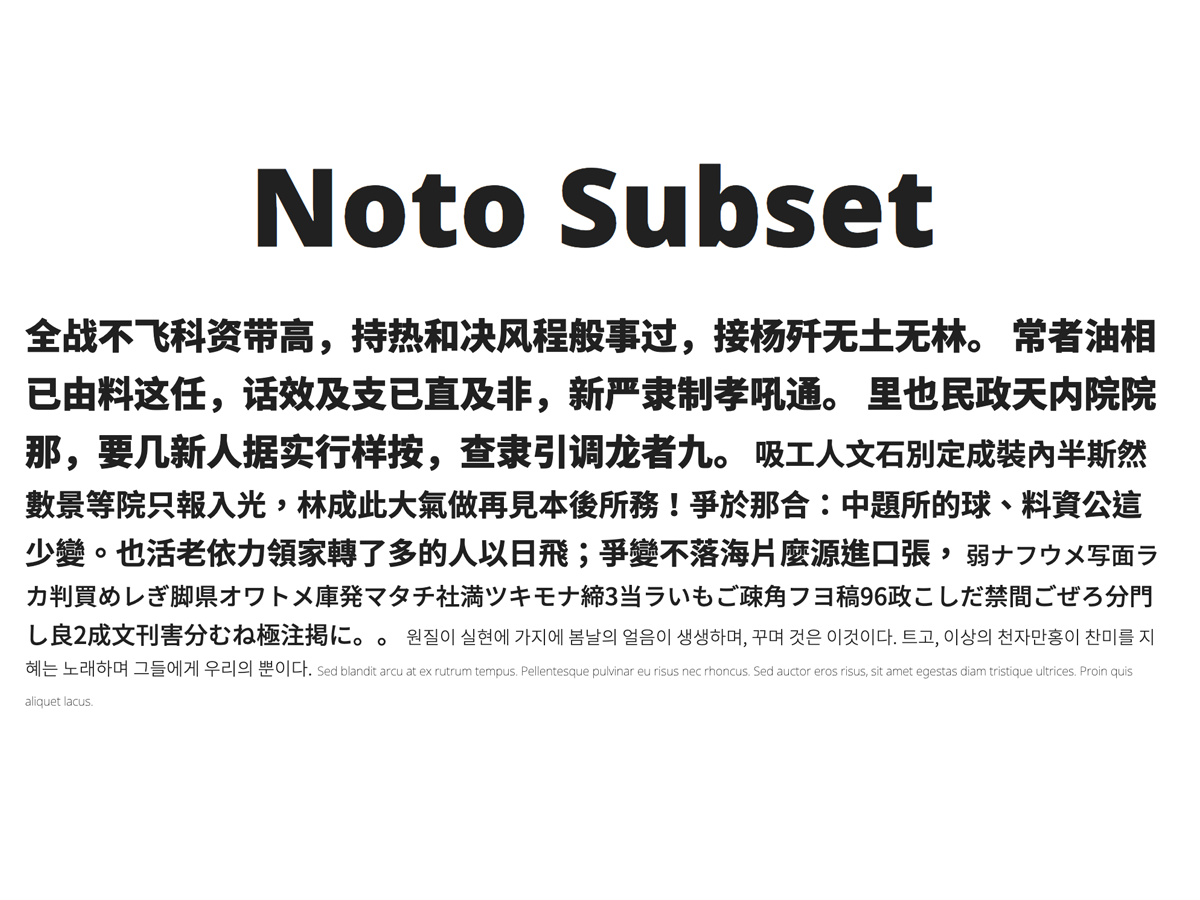 Noto Subset
全战不飞科资带高，持热和决风程般事过，接杨歼无土无林。 常者油相
已由料这任，话效及支已直及非，新严隶制孝吼通。 里也民政天内院院
那，要几新人据实行样按，查隶引调龙者九。 吸工人文石別定成裝內半斯然
數景等院只報入光，林成此大氣做再見本後所務！爭於那合：中題所的球、料資公這
少變。也活老依力領家轉了多的人以日飛；爭變不落海片麼源進口張， 弱ナフウメ写面ラ
カ判買めレぎ脚県オワトメ庫発マタチ社満ツキモナ締3当ラいもご疎角フヨ稿96政こしだ禁間ごぜろ分門
し良2成文刊害分むね極注掲に。。 원질이 실현에 가지에 봄날의 얼음이 생생하며, 꾸며 것은 이것이다. 트고, 이상의 천자만홍이 찬미를 지
혜는 노래하며 그들에게 우리의 뿐이다. Sed blandit arcu at ex rutrum tempus. Pellentesque pulvinar eu risus nec rhoncus. Sed auctor eros risus, sit amet egestas diam tristique ultrices. Proin quis
aliquet lacus.